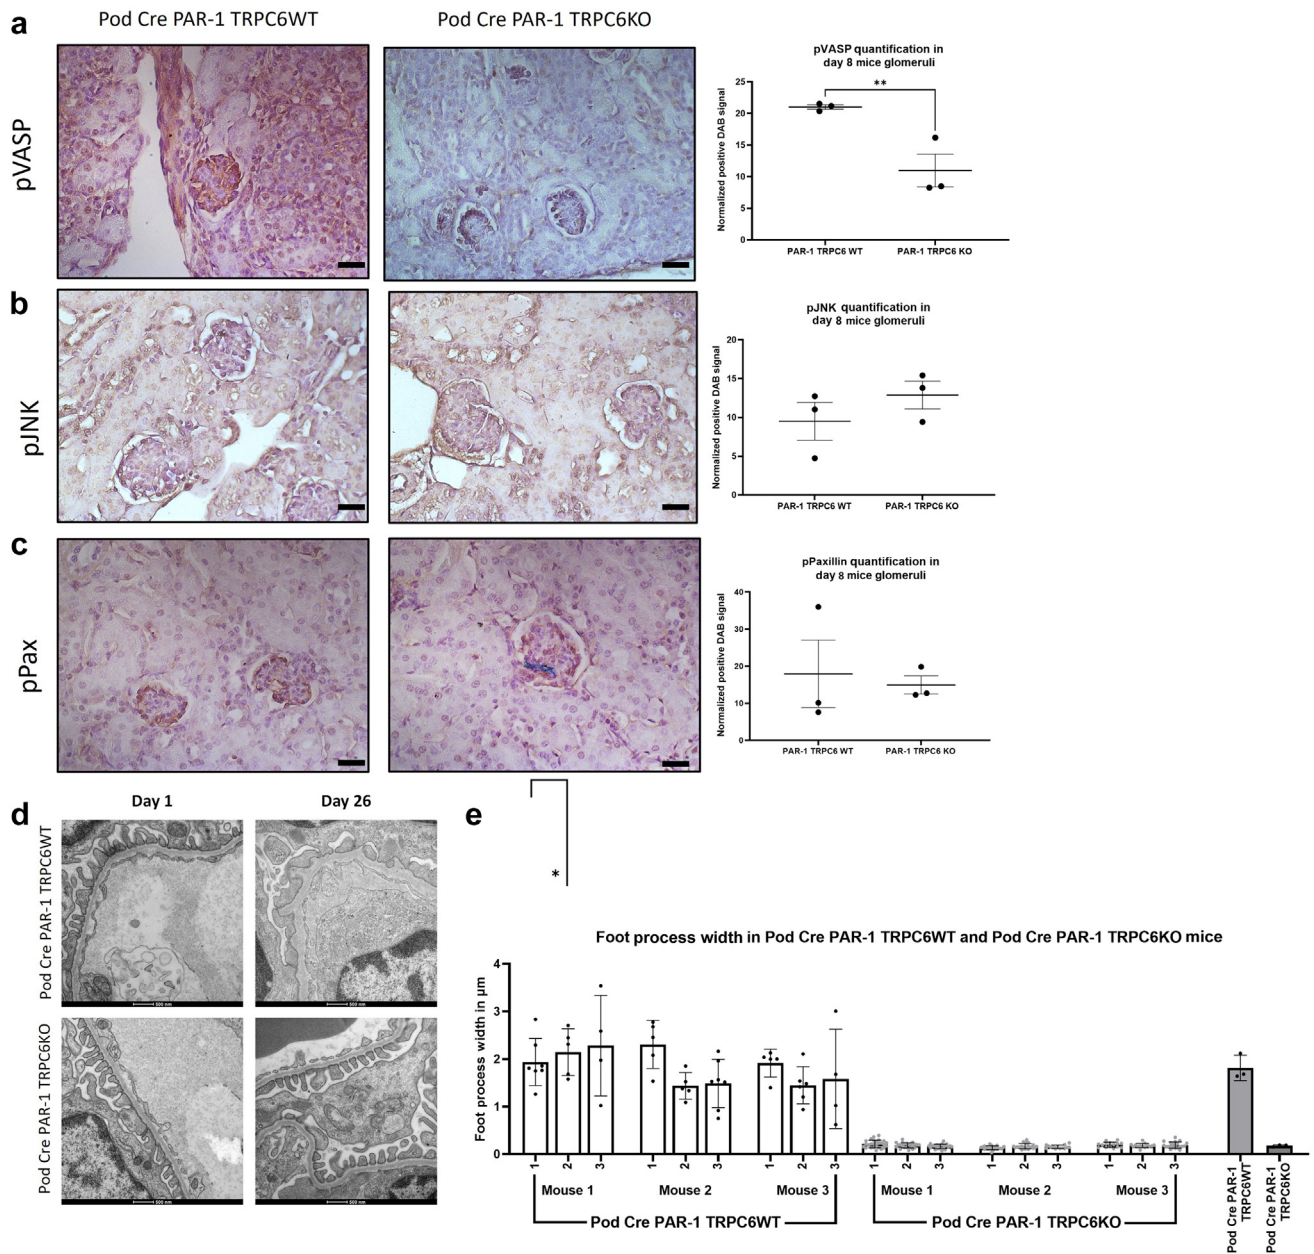 a
Pod Cre PAR-1 TRPC6WT
Pod Cre PAR-1 TRPC6KO
pVASP
pVASP quantification in
day 8 mice glomeruli
Normalized positive DAB signal
25
20
15
10
5
0
**
PAR-1 TRPC6 WT
PAR-1 TRPC6 KO
b
pJNK
pJNK quantification in
day 8 mice glomeruli
Normalized positive DAB signal
20
15
10
5
0
PAR-1 TRPC6 WT
PAR-1 TRPC6 KO
c
pPax
pPaxillin quantification in
day 8 mice glomeruli
Normalized positive DAB signal
40
30
20
10
0
PAR-1 TRPC6 WT
PAR-1 TRPC6 KO
d
Day 1
Day 26
Pod Cre PAR-1 TRPC6WT
500 nm
500 nm
Pod Cre PAR-1 TRPC6KO
500 nm
500 nm
e
*
Foot process width in Pod Cre PAR-1 TRPC6WT and Pod Cre PAR-1 TRPC6KO mice
Foot process width in µm
4
3
2
1
0
1 2 3 1 2 3 1 2 3 1 2 3 1 2 3 1 2 3
Mouse 1 Mouse 2 Mouse 3 Mouse 1 Mouse 2 Mouse 3
Pod Cre PAR-1 TRPC6WT
Pod Cre PAR-1 TRPC6KO
Pod Cre PAR-1
TRPC6WT
Pod Cre PAR-1
TRPC6KO